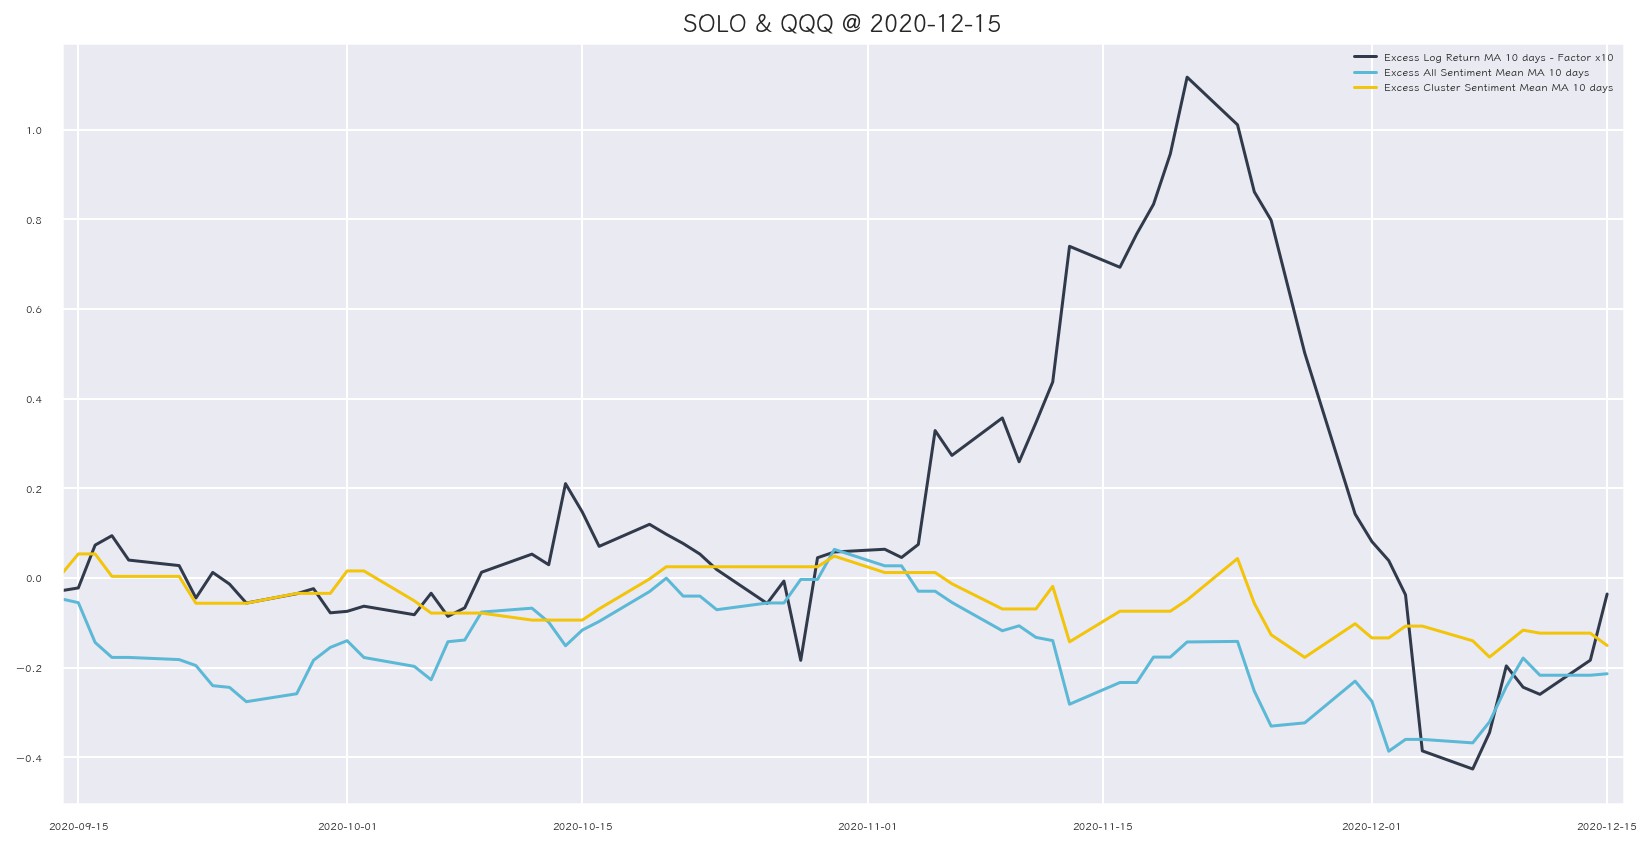 SOLO & QQQ @ 2020-12-15
Excess Log Return MA 10 days - Factor x10
Excess All Sentiment Mean MA 10 days
Excess Cluster Sentiment Mean MA 10 days
1.0
0.8
0.6
0.4
0.2
0.0
−0.2
−0.4
2020-09-15 2020-10-01 2020-10-15 2020-11-01 2020-11-15 2020-12-01 2020-12-15